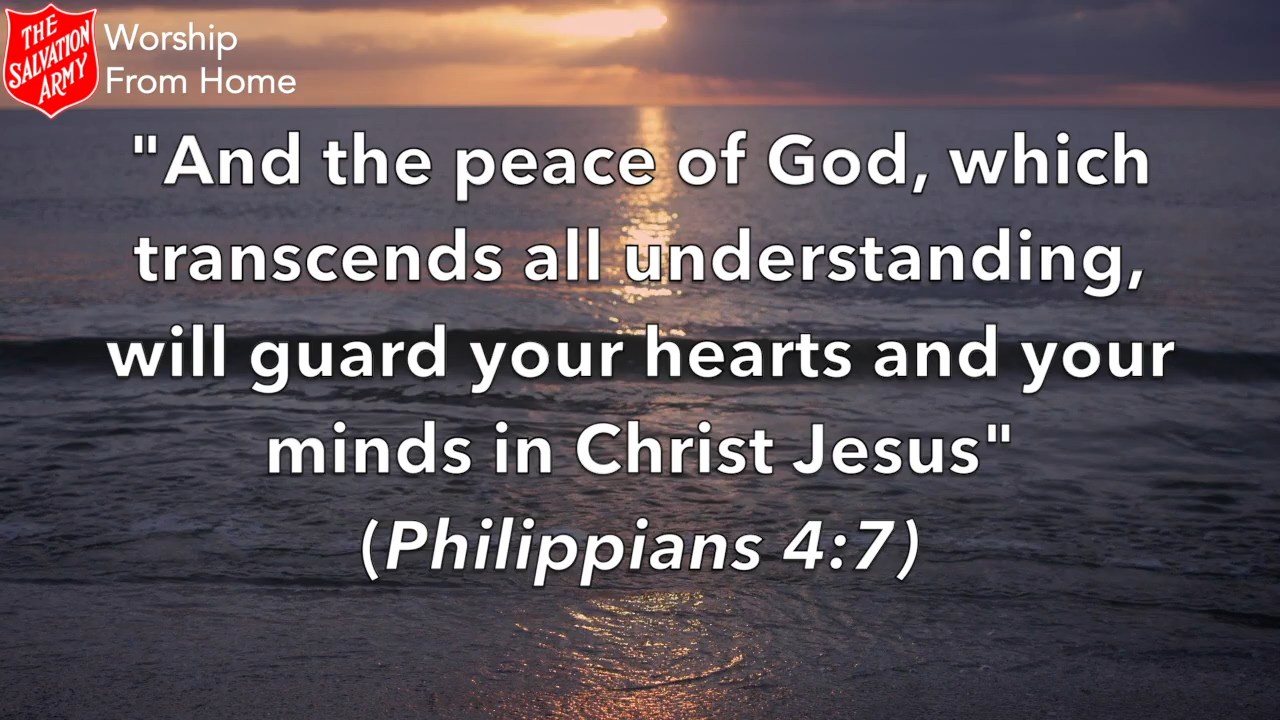 THE
SALVATION
ARMY
Worship
From Home
"And the peace of God, which
transcends all understanding,
will guard your hearts and your
minds in Christ Jesus"
(Philippians 4:7)